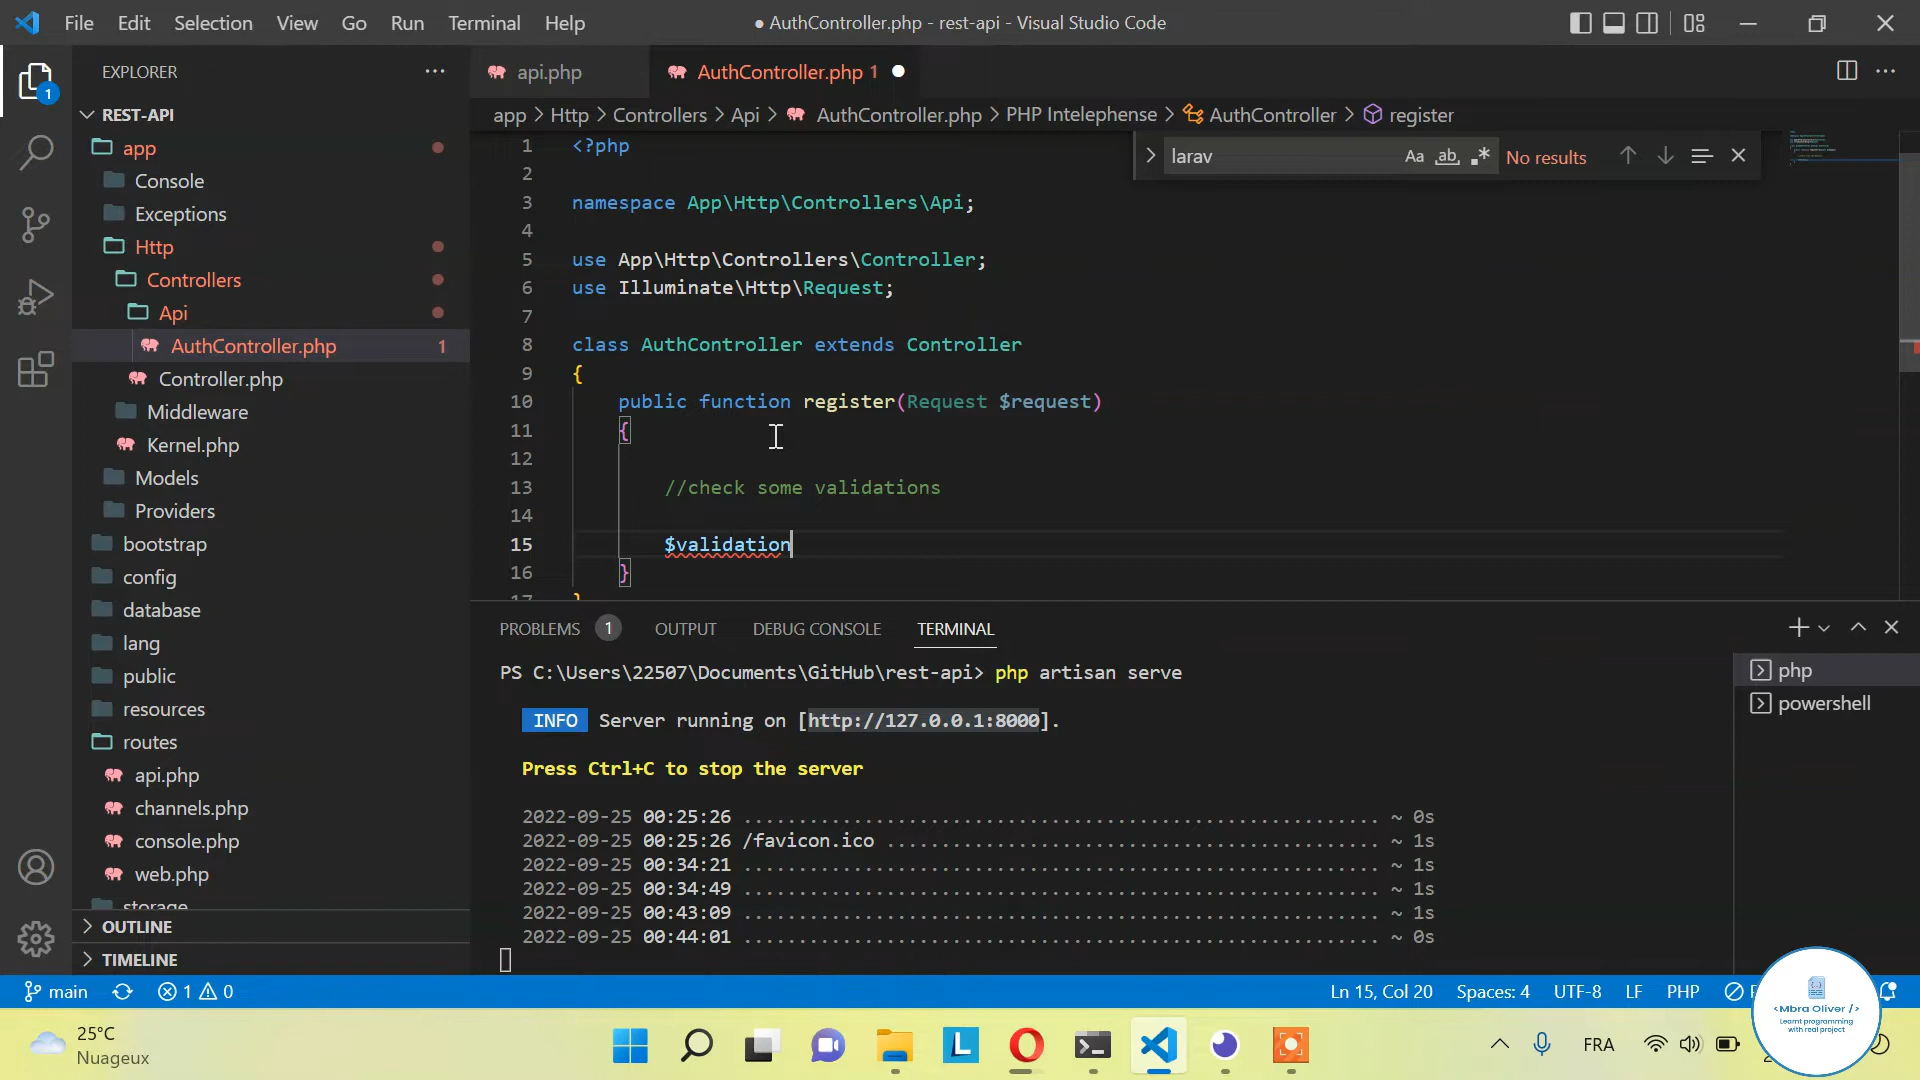 File Edit Selection View Go Run Terminal Help
● AuthController.php - rest-api - Visual Studio Code
EXPLORER
1
REST-API
app
Console
Exceptions
Http
Controllers
Api
AuthController.php 1
Controller.php
Middleware
Kernel.php
Models
Providers
bootstrap
config
database
lang
public
resources
routes
api.php
channels.php
console.php
web.php
storage
OUTLINE
TIMELINE
api.php
AuthController.php 1
app > Http > Controllers > Api > AuthController.php > PHP Intelephense > AuthController > register
larav
Aa ab .*
No results
1 <?php
2
3 namespace App\Http\Controllers\Api;
4
5 use App\Http\Controllers\Controller;
6 use Illuminate\Http\Request;
7
8 class AuthController extends Controller
9 {
10 public function register(Request $request)
11 {
12
13 //check some validations
14
15 $validation
16 }
17 }
PROBLEMS 1 OUTPUT DEBUG CONSOLE TERMINAL
PS C:\Users\22507\Documents\GitHub\rest-api> php artisan serve
INFO Server running on [http://127.0.0.1:8000].
Press Ctrl+C to stop the server
2022-09-25 00:25:26 ........................................................ ~ 0s
2022-09-25 00:25:26 /favicon.ico ........................................... ~ 1s
2022-09-25 00:34:21 ........................................................ ~ 1s
2022-09-25 00:34:49 ........................................................ ~ 1s
2022-09-25 00:43:09 ........................................................ ~ 1s
2022-09-25 00:44:01 ........................................................ ~ 0s
php
powershell
main
1 0
Ln 15, Col 20 Spaces: 4 UTF-8 LF PHP
<Mbra Oliver />
Learnt programming
with real project
25°C
Nuageux
L
FRA